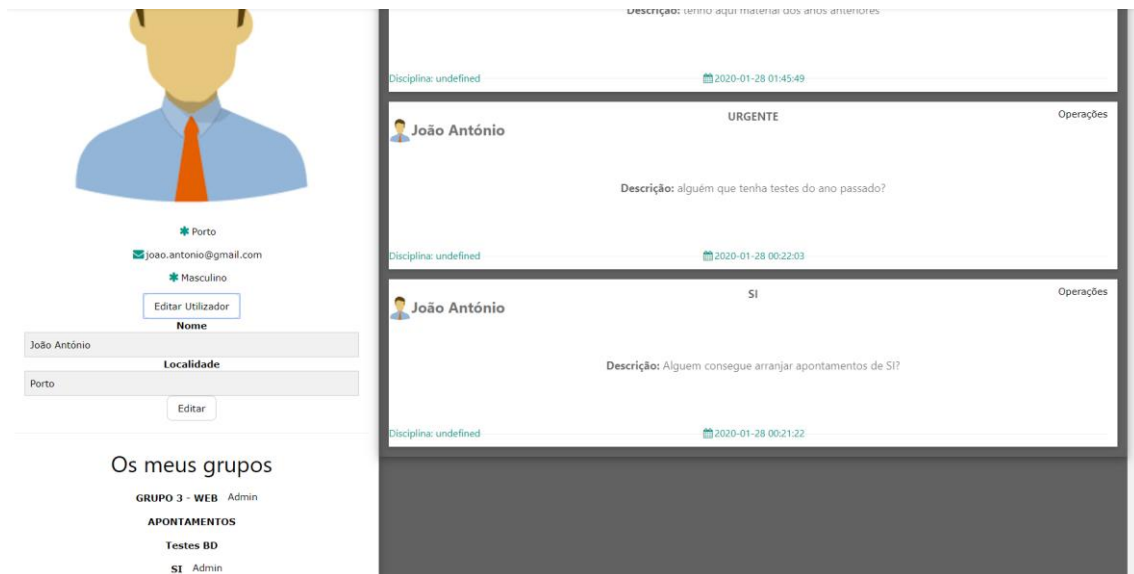 Porto
joao.antonio@gmail.com
Masculino
Editar Utilizador
Nome
João António
Localidade
Porto
Editar
Os meus grupos
GRUPO 3 - WEB Admin
APONTAMENTOS
Testes BD
SI Admin
Descrição: tenho aqui material dos anos anteriores
Disciplina: undefined 2020-01-28 01:45:49
João António URGENTE Operações
Descrição: alguém que tenha testes do ano passado?
Disciplina: undefined 2020-01-28 00:22:03
João António SI Operações
Descrição: Alguem consegue arranjar apontamentos de SI?
Disciplina: undefined 2020-01-28 00:21:22